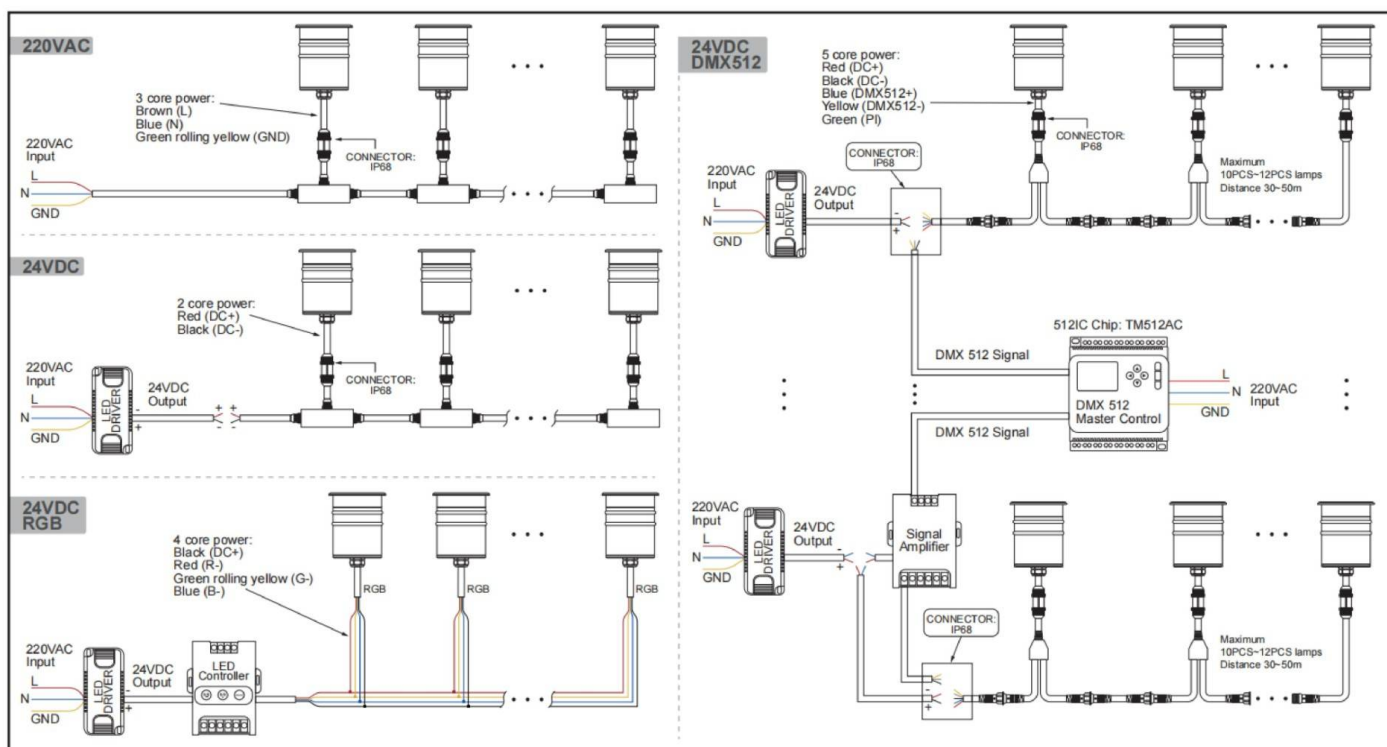 220VAC
3 core power:
Brown (L)
Blue (N)
Green rolling yellow (GND)
CONNECTOR:
IP68
220VAC
Input
L
N
GND
24VDC
2 core power:
Red (DC+)
Black (DC-)
CONNECTOR:
IP68
220VAC
Input
L
N
GND
LED
DRIVER
-
+
24VDC
Output
+ +
- -
24VDC
RGB
4 core power:
Black (DC+)
Red (R-)
Green rolling yellow (G-)
Blue (B-)
RGB
RGB
RGB
220VAC
Input
L
N
GND
LED
DRIVER
-
+
24VDC
Output
LED
Controller
24VDC
DMX512
5 core power:
Red (DC+)
Black (DC-)
Blue (DMX512+)
Yellow (DMX512-)
Green (PI)
CONNECTOR:
IP68
CONNECTOR:
IP68
220VAC
Input
L
N
GND
LED
DRIVER
24VDC
Output
-
+
Maximum
10PCS~12PCS lamps
Distance 30~50m
512IC Chip: TM512AC
DMX 512 Signal
DMX 512
Master Control
L
N
GND
220VAC
Input
DMX 512 Signal
220VAC
Input
L
N
GND
LED
DRIVER
24VDC
Output
-
+
Signal
Amplifier
CONNECTOR:
IP68
-
+
Maximum
10PCS~12PCS lamps
Distance 30~50m